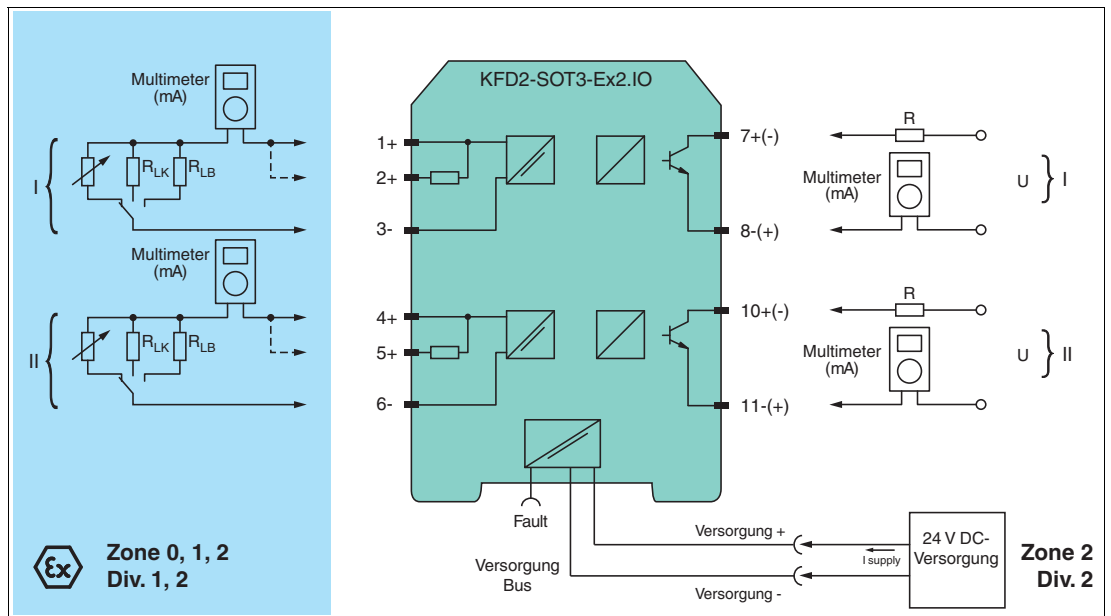 KFD2-SOT3-Ex2.IO
Multimeter
(mA)
I
RLK
RLB
1+
2+
3-
7+(-)
8-(+)
R
Multimeter
(mA)
U
I
Multimeter
(mA)
II
RLK
RLB
4+
5+
6-
10+(-)
11-(+)
R
Multimeter
(mA)
U
II
Fault
Versorgung
Bus
Versorgung +
I supply
Versorgung -
24 V DC-
Versorgung
Zone 2
Div. 2
Ex
Zone 0, 1, 2
Div. 1, 2